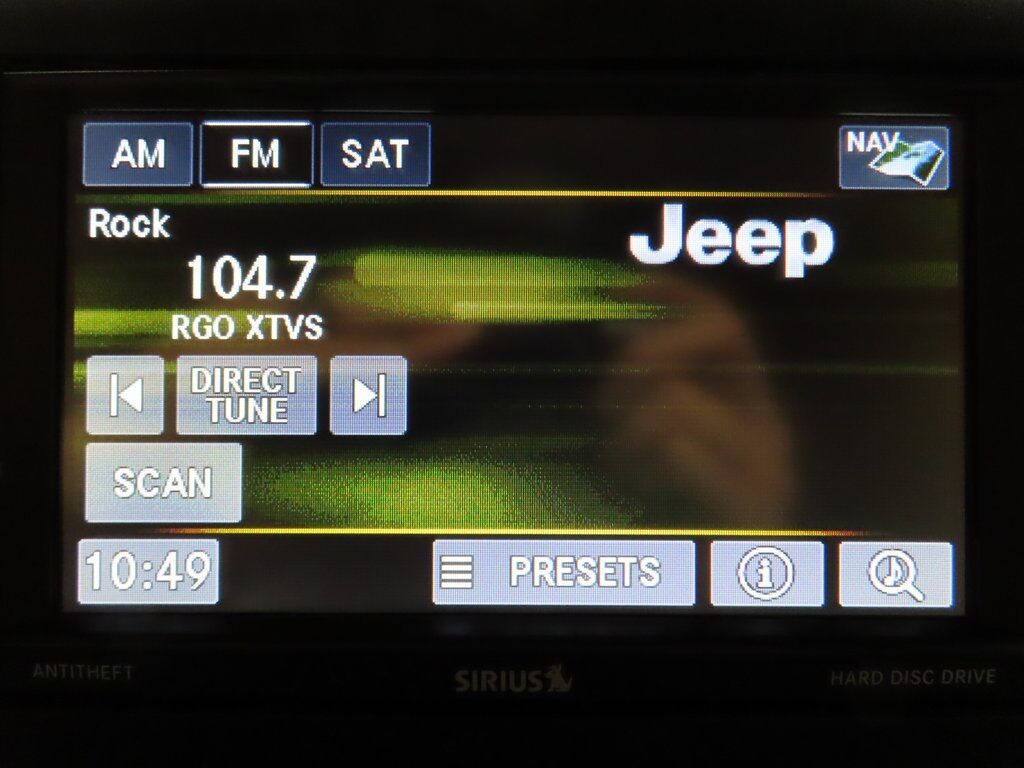 AM FM SAT NAV
Rock
Jeep
104.7
RGO XTVS
DIRECT
TUNE
SCAN
10:49 PRESETS i
ANTITHEFT SIRIUS HARD DISC DRIVE